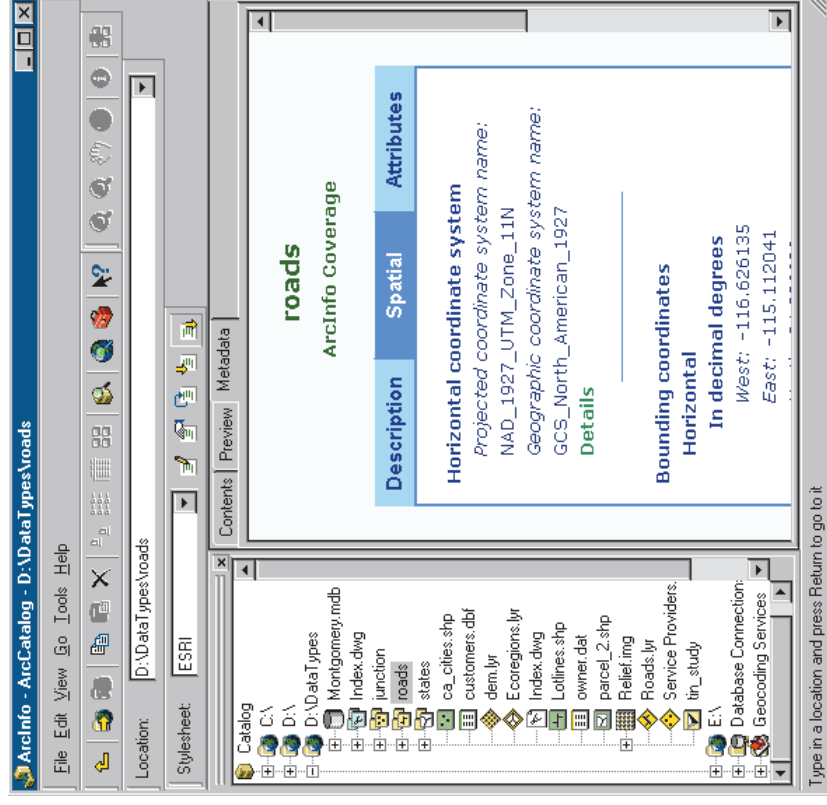 ArcInfo - ArcCatalog - D:\DataTypes\roads
File Edit View Go Tools Help
Location: D:\DataTypes\roads
Stylesheet: ESRI
Catalog
C:\
D:\
D:\DataTypes
Montgomery.mdb
Index.dwg
junction
roads
states
ca_cities.shp
customers.dbf
dem.lyr
Ecoregions.lyr
Index.dwg
Lotlines.shp
owner.dat
parcel_2.shp
Relief.img
Roads.lyr
Service Providers.
tin_study
E:\
Database Connection:
Geocoding Services
Contents Preview Metadata
roads
ArcInfo Coverage
Description Spatial Attributes
Horizontal coordinate system
Projected coordinate system name:
NAD_1927_UTM_Zone_11N
Geographic coordinate system name:
GCS_North_American_1927
Details
Bounding coordinates
Horizontal
In decimal degrees
West: -116.626135
East: -115.112041
Type in a location and press Return to go to it